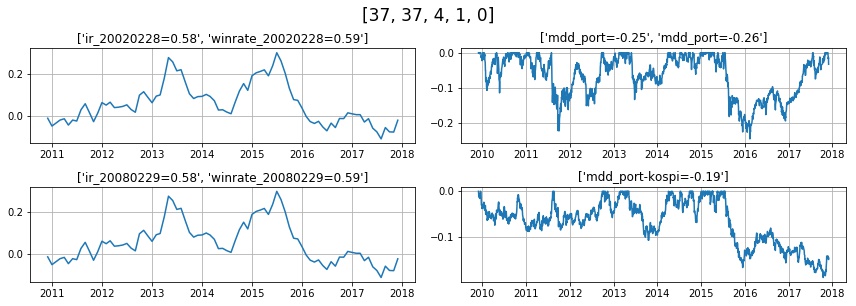 [37, 37, 4, 1, 0]
['ir_20020228=0.58', 'winrate_20020228=0.59']
0.2
0.0
2011 2012 2013 2014 2015 2016 2017 2018
['mdd_port=-0.25', 'mdd_port=-0.26']
0.0
−0.1
−0.2
2010 2011 2012 2013 2014 2015 2016 2017 2018
['ir_20080229=0.58', 'winrate_20080229=0.59']
0.2
0.0
2011 2012 2013 2014 2015 2016 2017 2018
['mdd_port-kospi=-0.19']
0.0
−0.1
2010 2011 2012 2013 2014 2015 2016 2017 2018